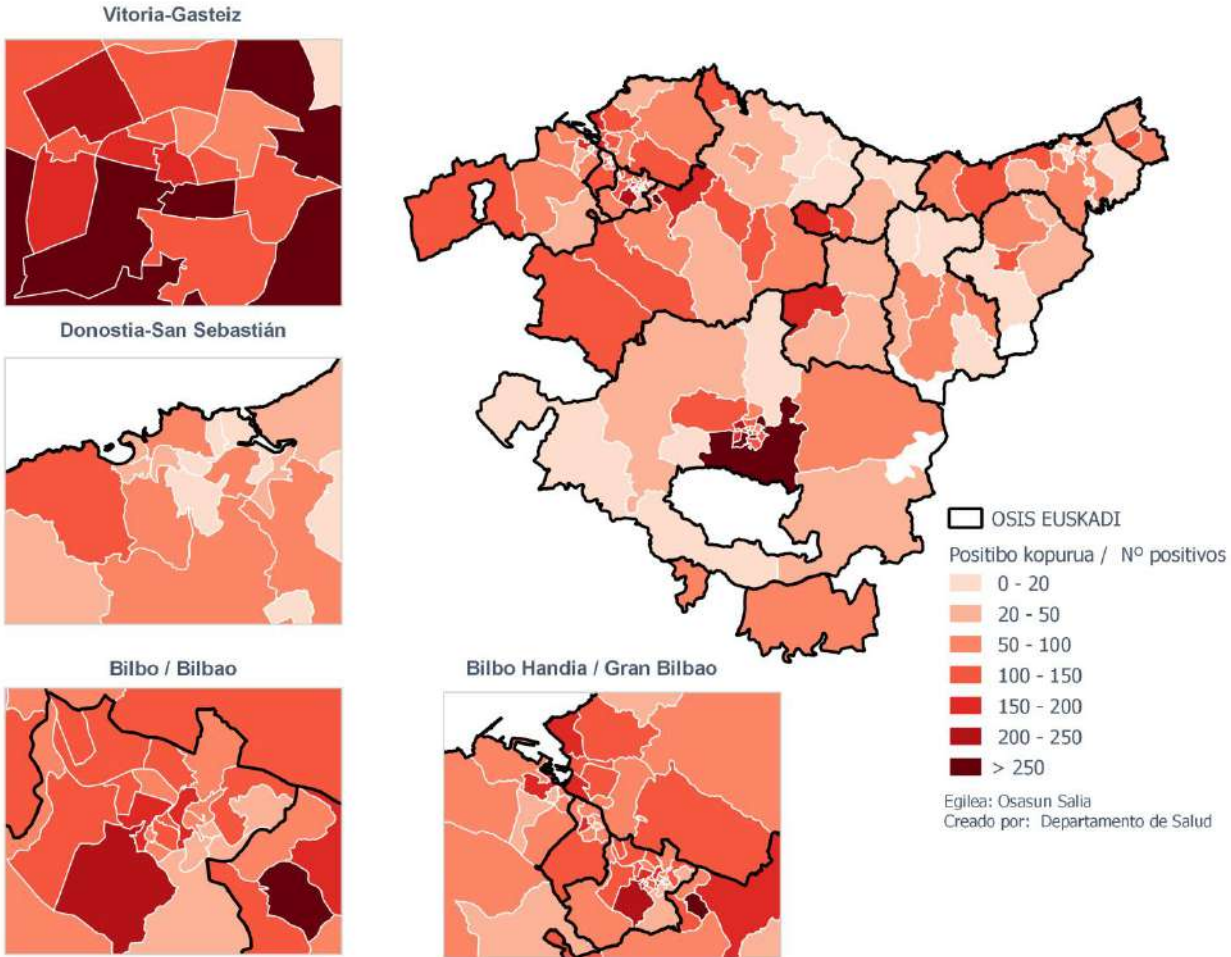 Vitoria-Gasteiz
Donostia-San Sebastián
Bilbo / Bilbao
Bilbo Handia / Gran Bilbao
OSIS EUSKADI
Positibo kopurua / Nº positivos
0 - 20
20 - 50
50 - 100
100 - 150
150 - 200
200 - 250
> 250
Egilea: Osasun Salia
Creado por: Departamento de Salud